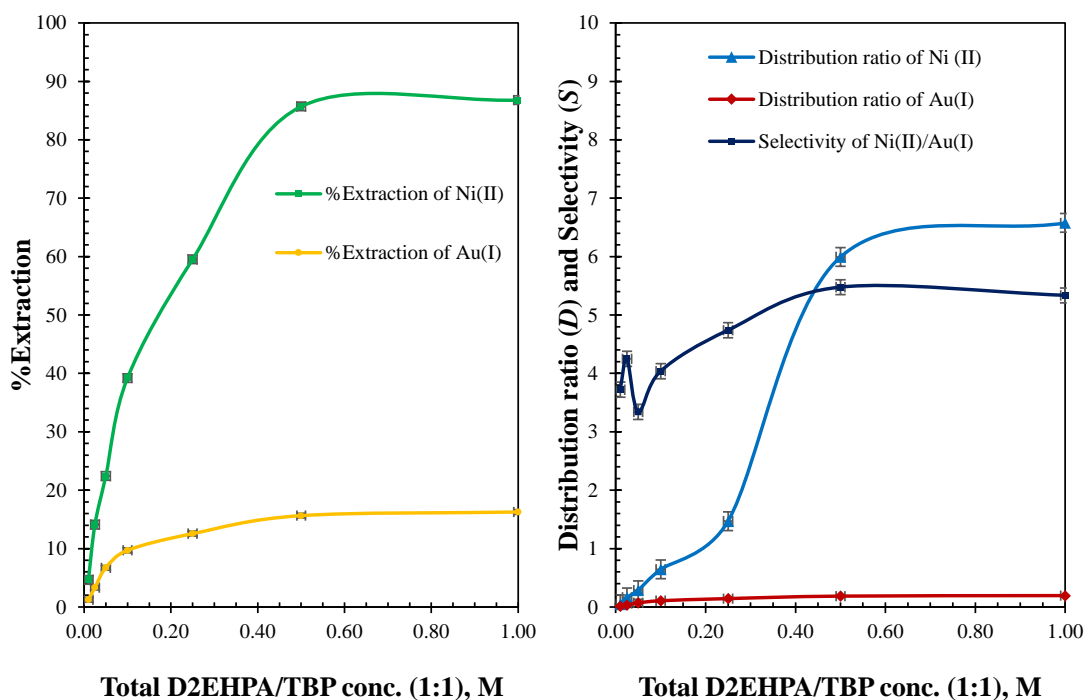 %Extraction
100
90
80
70
60
50
40
30
20
10
0
%Extraction of Ni(II)
%Extraction of Au(I)
0.00 0.20 0.40 0.60 0.80 1.00
Total D2EHPA/TBP conc. (1:1), M
Distribution ratio (D) and Selectivity (S)
10
9
8
7
6
5
4
3
2
1
0
Distribution ratio of Ni (II)
Distribution ratio of Au(I)
Selectivity of Ni(II)/Au(I)
0.00 0.20 0.40 0.60 0.80 1.00
Total D2EHPA/TBP conc. (1:1), M